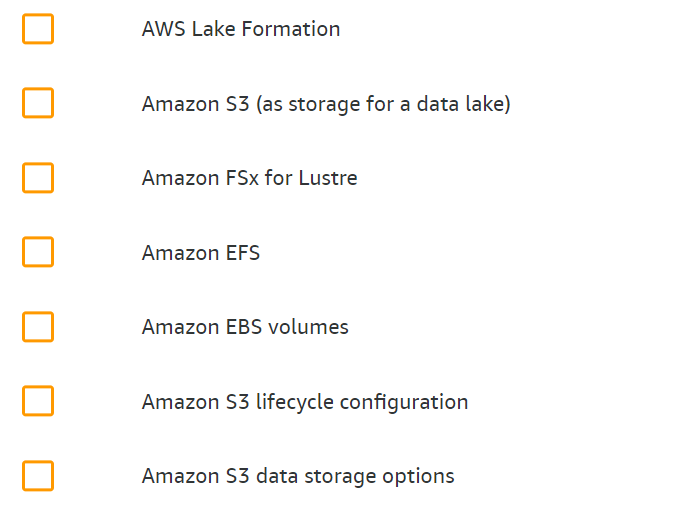 AWS Lake Formation
Amazon S3 (as storage for a data lake)
Amazon FSx for Lustre
Amazon EFS
Amazon EBS volumes
Amazon S3 lifecycle configuration
Amazon S3 data storage options